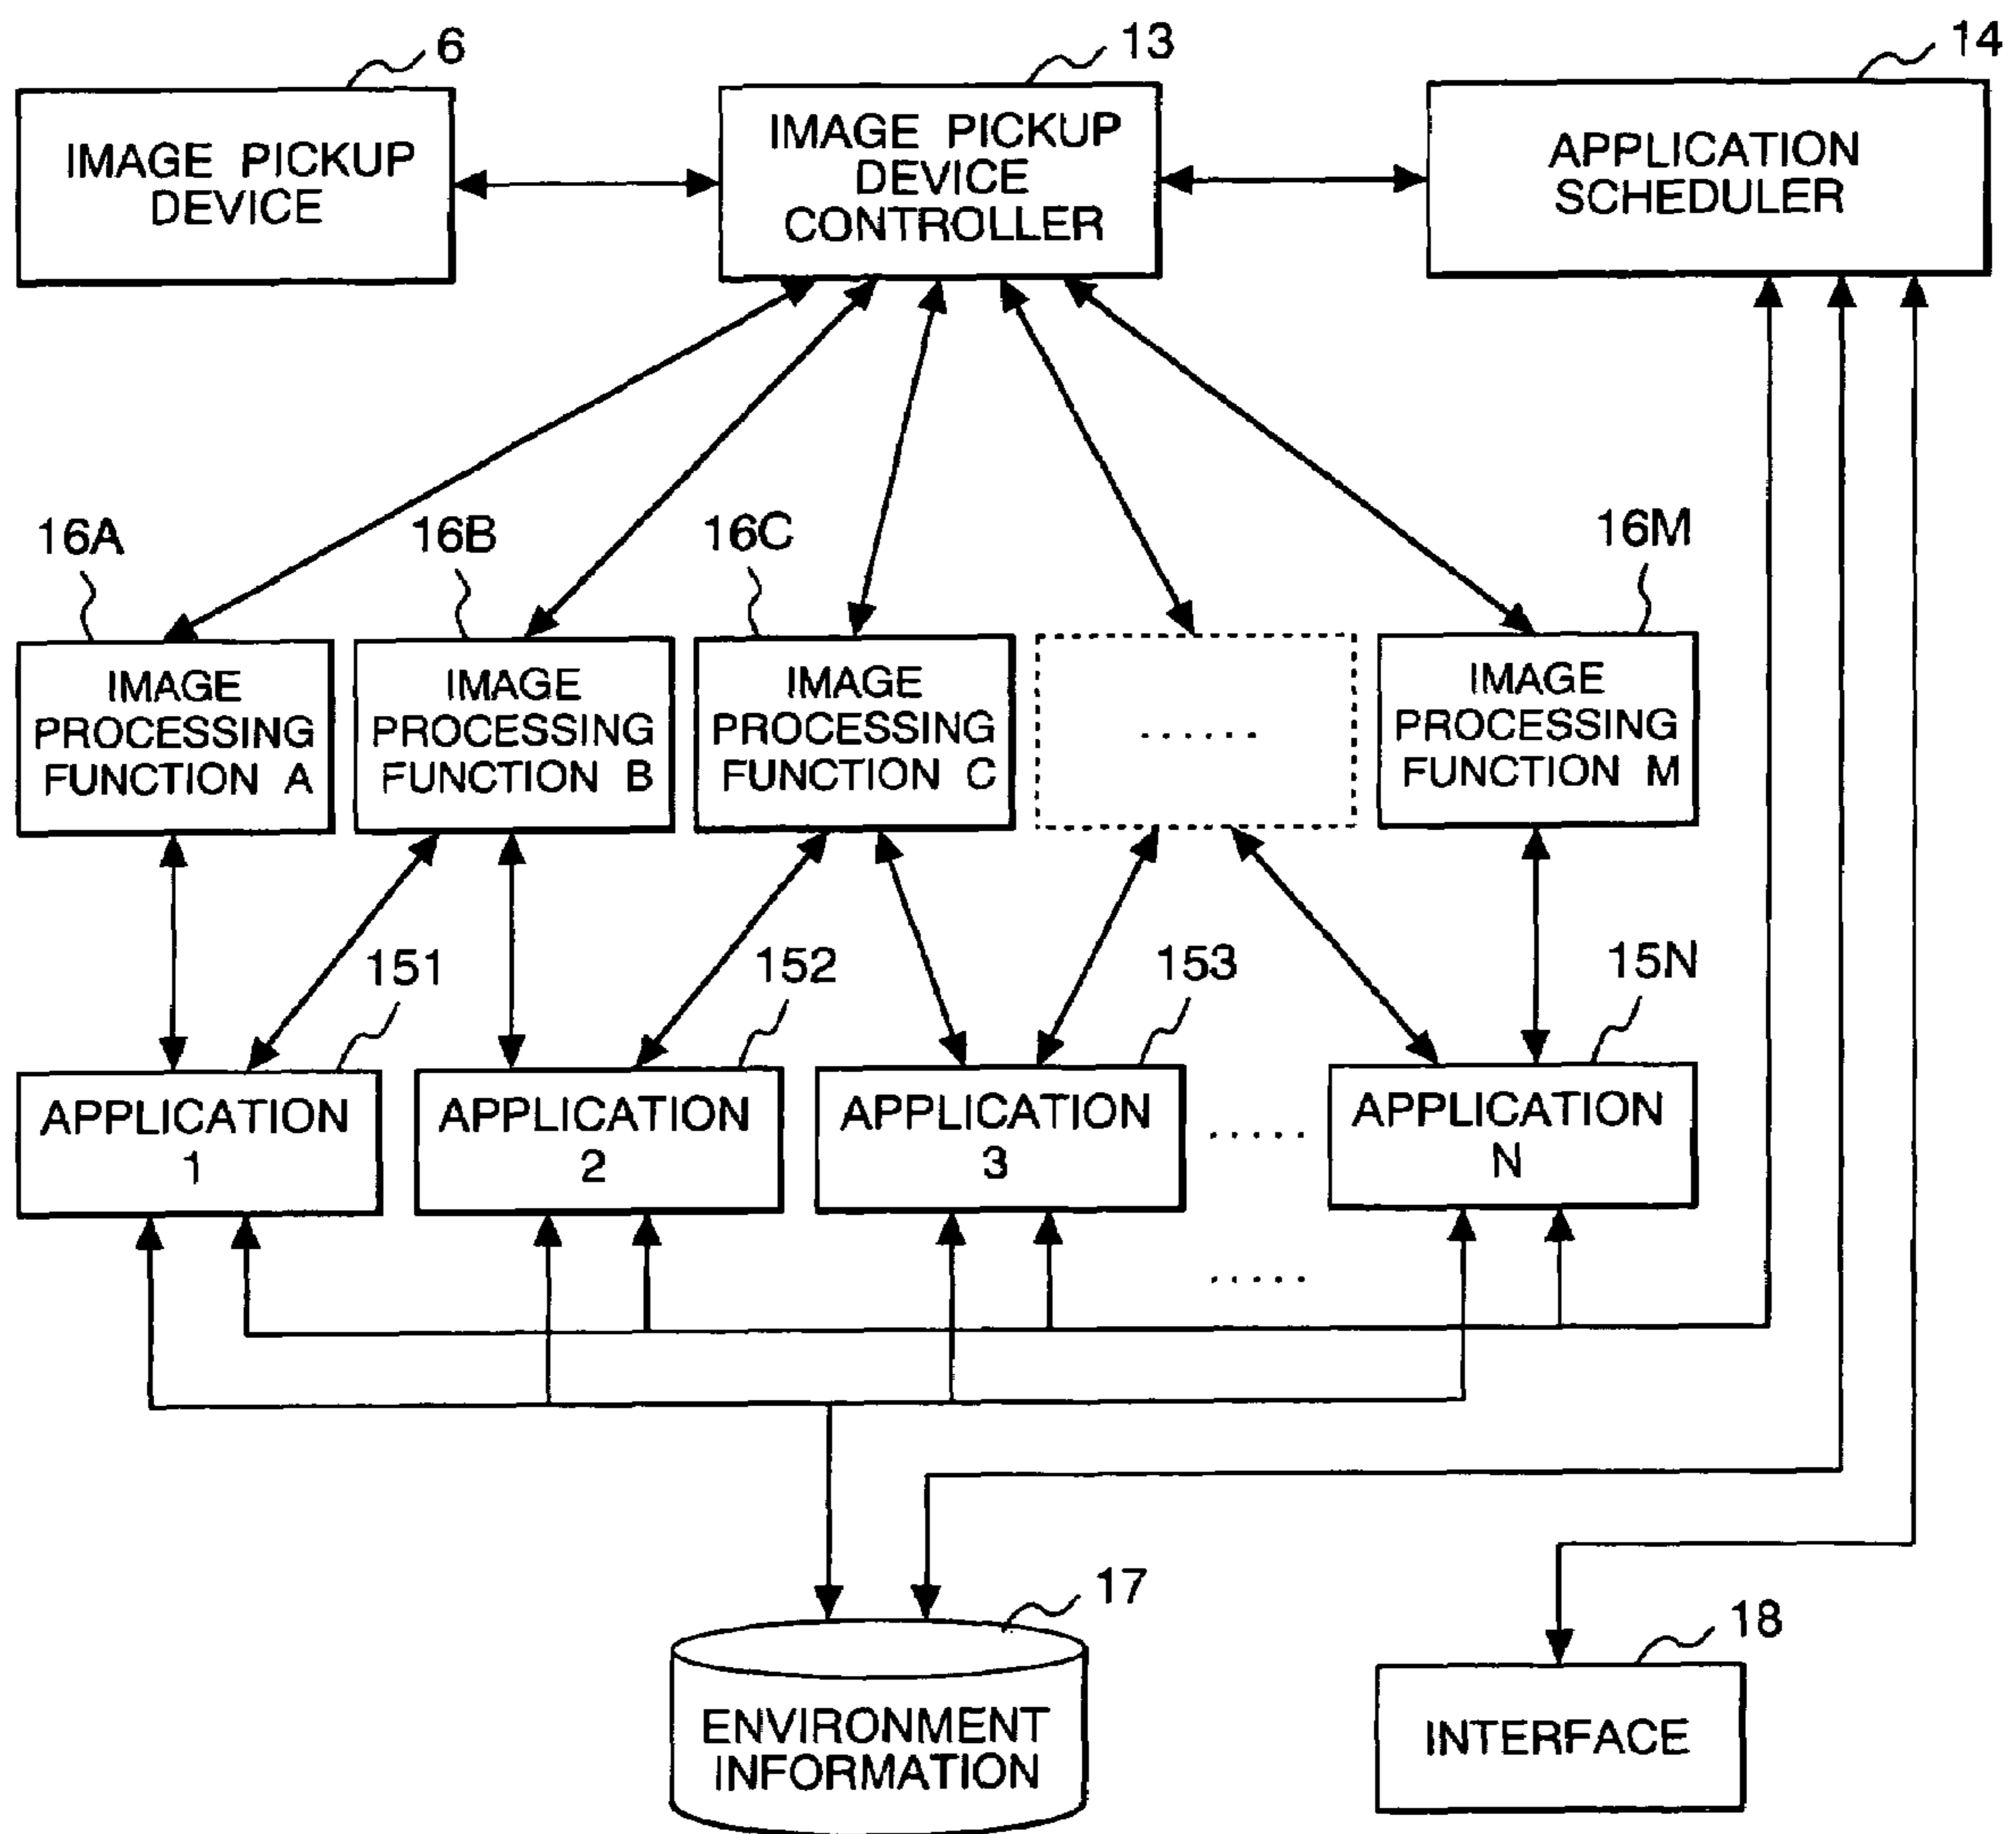 6
13
14
IMAGE PICKUP
DEVICE
IMAGE PICKUP
DEVICE
CONTROLLER
APPLICATION
SCHEDULER
16A
16B
16C
16M
IMAGE
PROCESSING
FUNCTION A
IMAGE
PROCESSING
FUNCTION B
IMAGE
PROCESSING
FUNCTION C
......
IMAGE
PROCESSING
FUNCTION M
151
152
153
15N
APPLICATION
1
APPLICATION
2
APPLICATION
3
.....
APPLICATION
N
.....
17
18
ENVIRONMENT
INFORMATION
INTERFACE